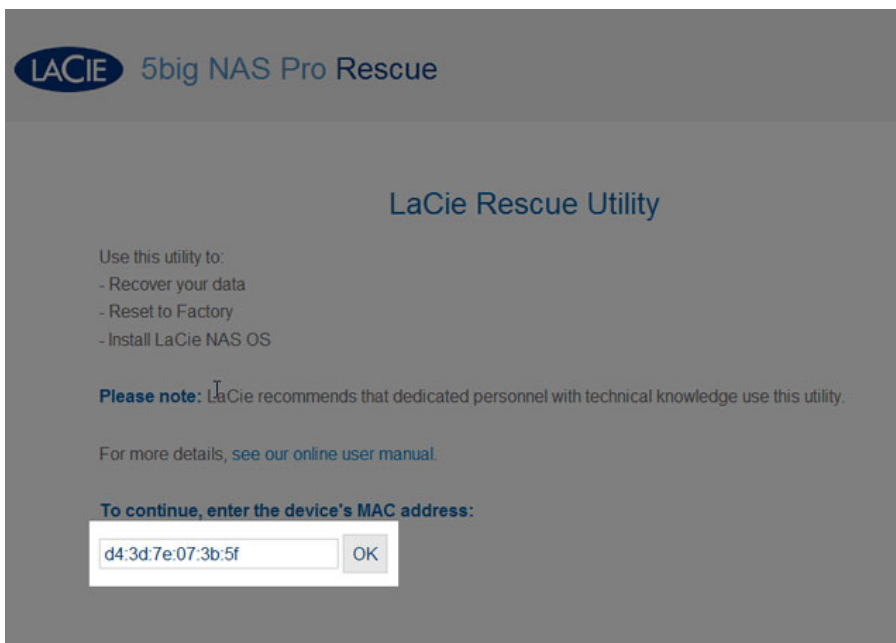 LACIE 5big NAS Pro Rescue
LaCie Rescue Utility
Use this utility to:
- Recover your data
- Reset to Factory
- Install LaCie NAS OS
Please note: LaCie recommends that dedicated personnel with technical knowledge use this utility.
For more details, see our online user manual.
To continue, enter the device's MAC address:
d4:3d:7e:07:3b:5f OK